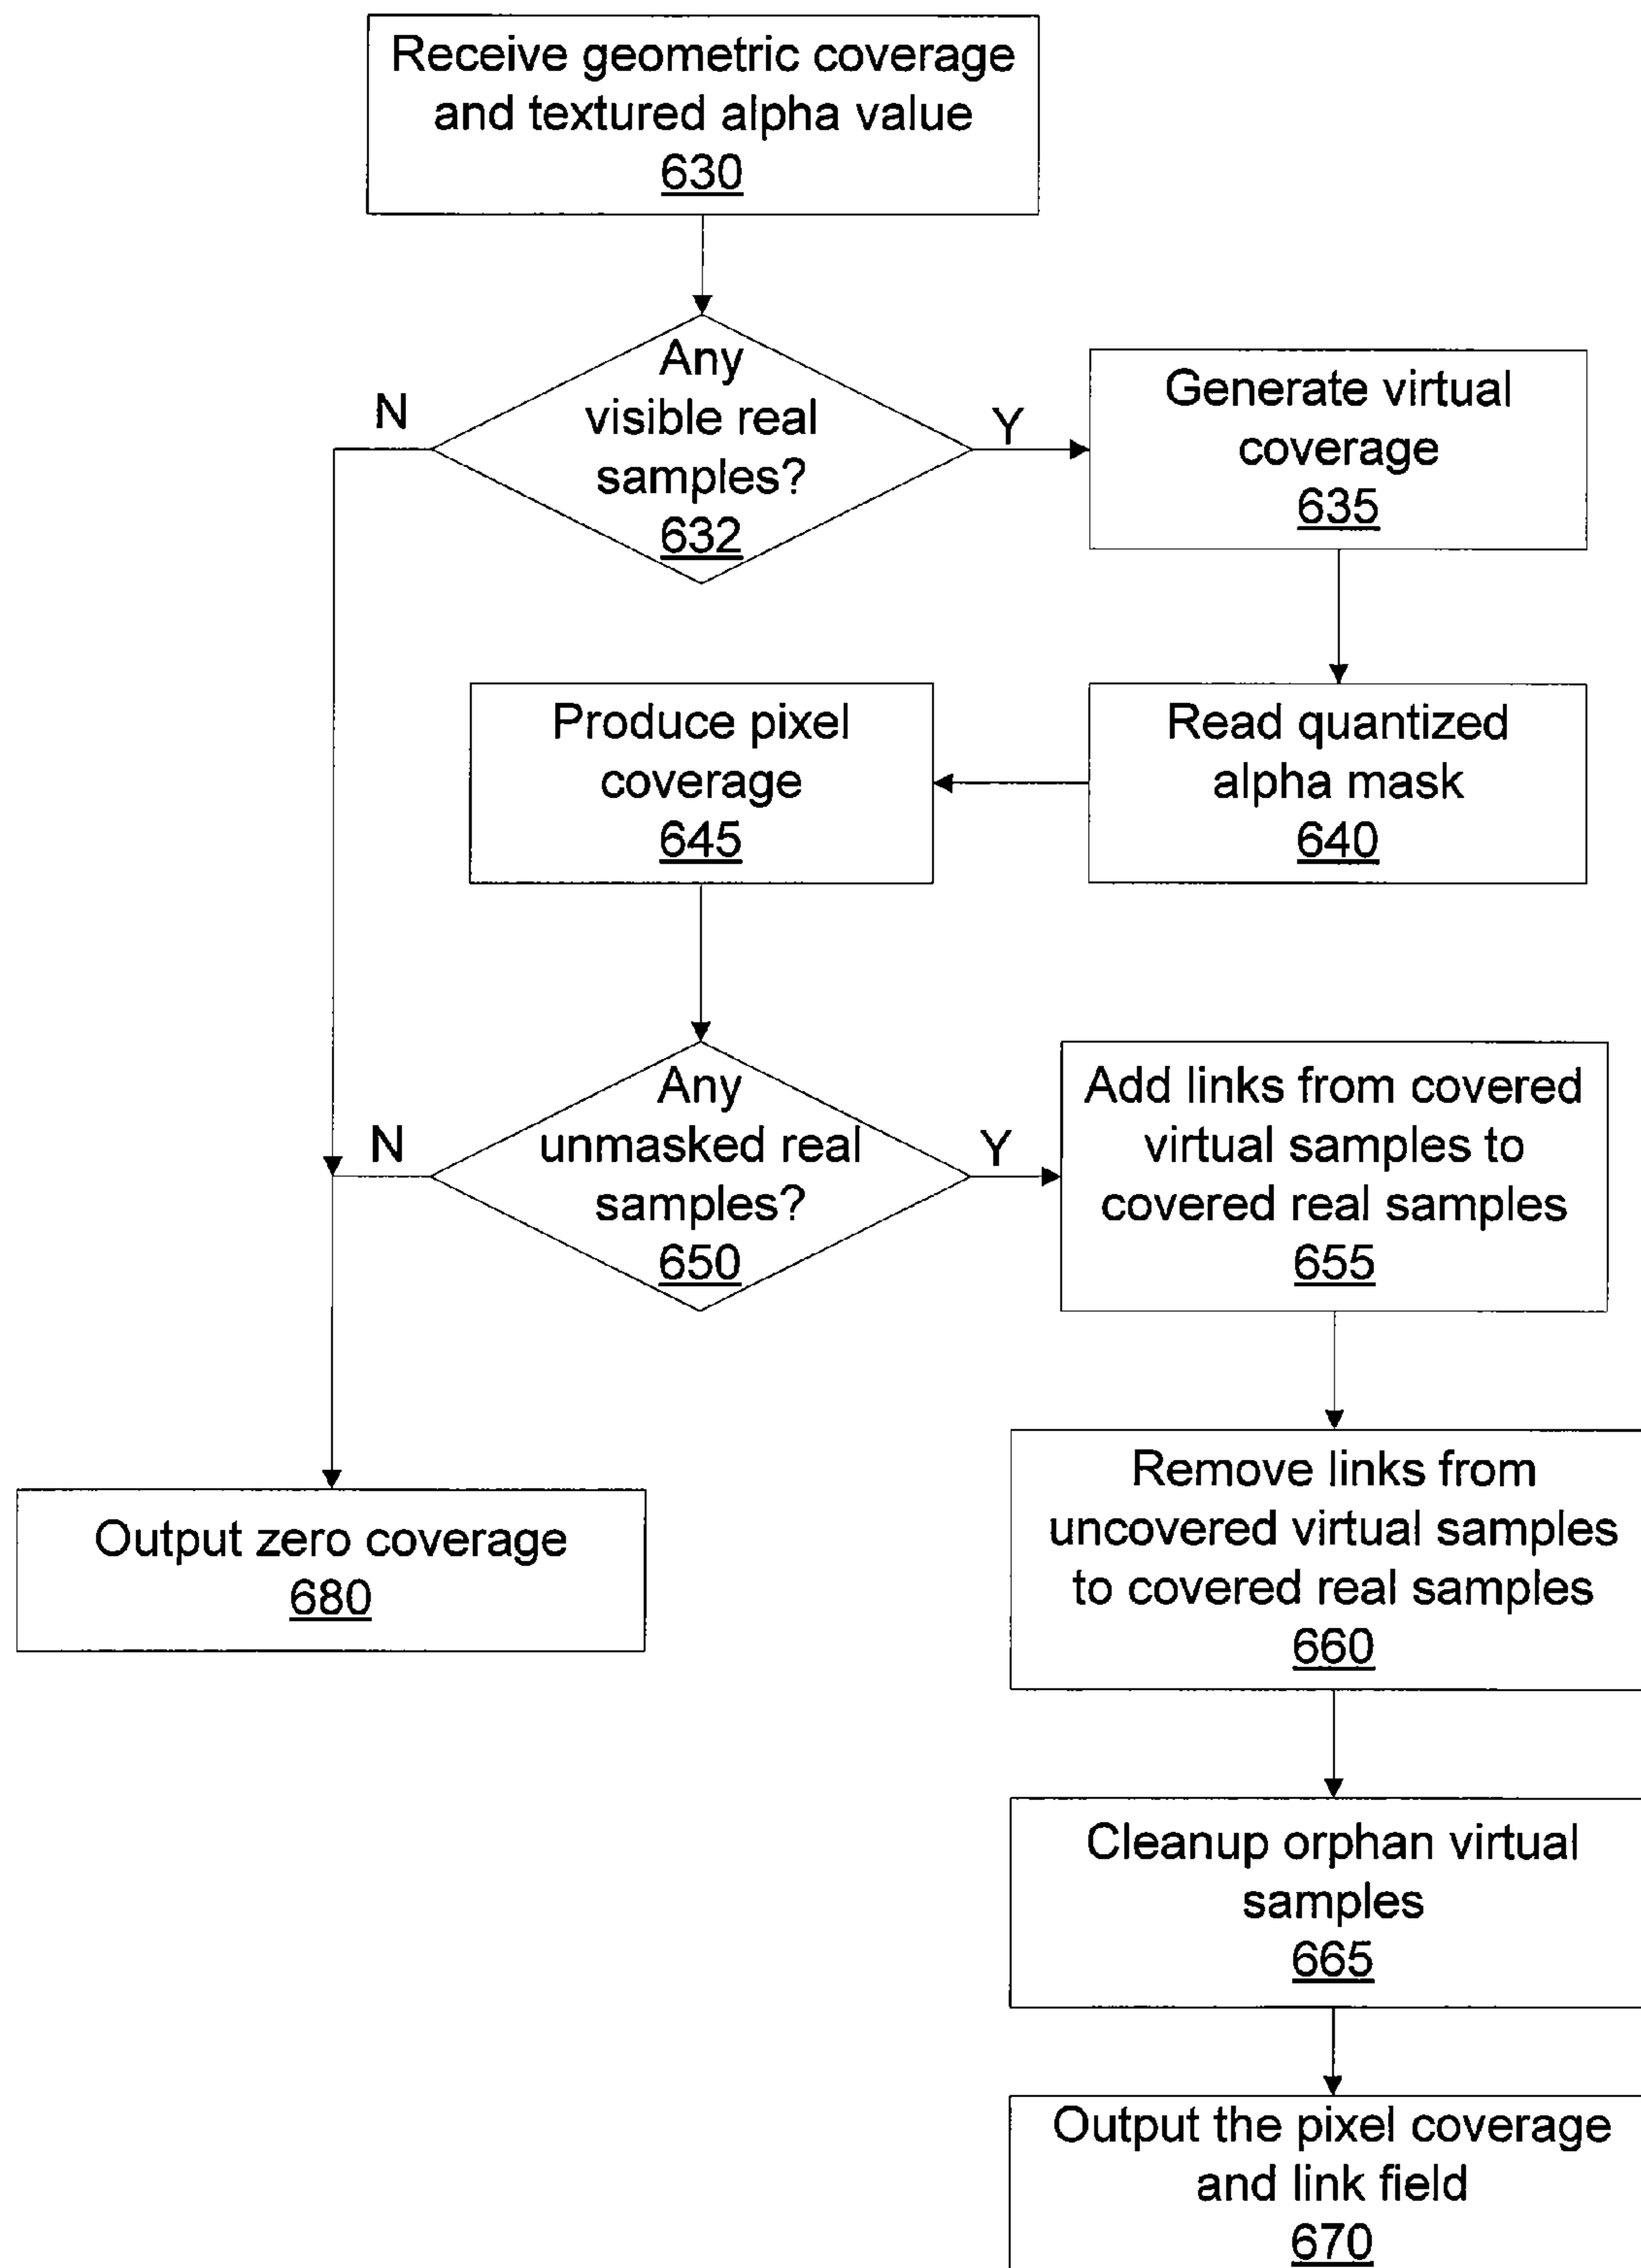 Receive geometric coverage
and textured alpha value
630
Any
visible real
samples?
632
N
Y
Generate virtual
coverage
635
Read quantized
alpha mask
640
Produce pixel
coverage
645
Any
unmasked real
samples?
650
N
Y
Add links from covered
virtual samples to
covered real samples
655
Remove links from
uncovered virtual samples
to covered real samples
660
Output zero coverage
680
Cleanup orphan virtual
samples
665
Output the pixel coverage
and link field
670